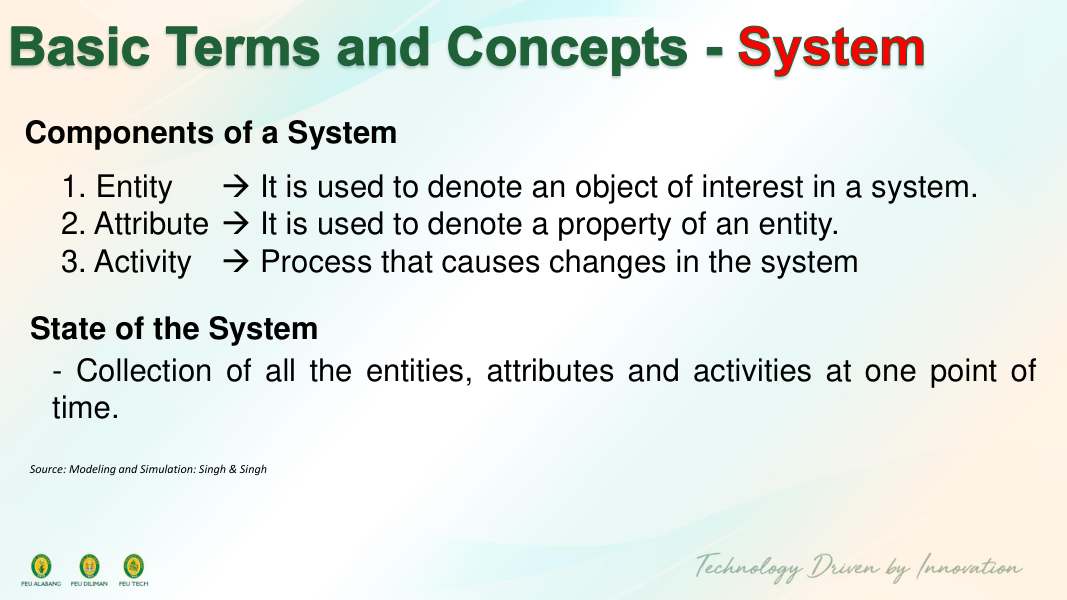 Basic Terms and Concepts - System
Components of a System
1. Entity → It is used to denote an object of interest in a system.
2. Attribute → It is used to denote a property of an entity.
3. Activity → Process that causes changes in the system
State of the System
- Collection of all the entities, attributes and activities at one point of
time.
Source: Modeling and Simulation: Singh & Singh
FEU ALABANG FEU DILIMAN FEU TECH
Technology Driven by Innovation